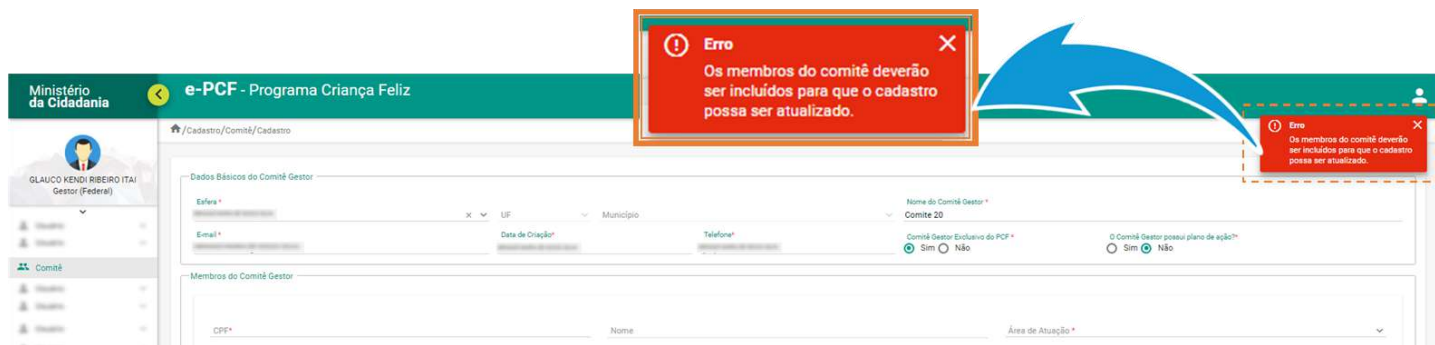 Erro
Os membros do comitê deverão
ser incluídos para que o cadastro
possa ser atualizado.
Ministério
da Cidadania
e-PCF - Programa Criança Feliz
/Cadastro/Comitê/Cadastro
Erro
Os membros do comitê deverão
ser incluídos para que o cadastro
possa ser atualizado.
GLAUCO KENDI RIBEIRO ITAI
Gestor (Federal)
Comitê
Dados Básicos do Comitê Gestor
Esfera *
UF
Município
Nome do Comitê Gestor *
Comite 20
E-mail *
Data de Criação*
Telefone*
Comitê Gestor Exclusivo do PCF *
Sim Não
O Comitê Gestor possui plano de ação?*
Sim Não
Membros do Comitê Gestor
CPF*
Nome
Área de Atuação *